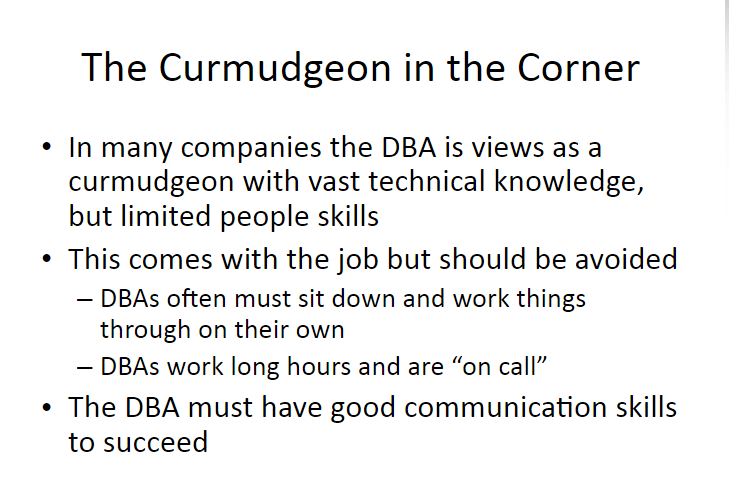 The Curmudgeon in the Corner
• In many companies the DBA is views as a
curmudgeon with vast technical knowledge,
but limited people skills
• This comes with the job but should be avoided
– DBAs often must sit down and work things
through on their own
– DBAs work long hours and are “on call”
• The DBA must have good communication skills
to succeed